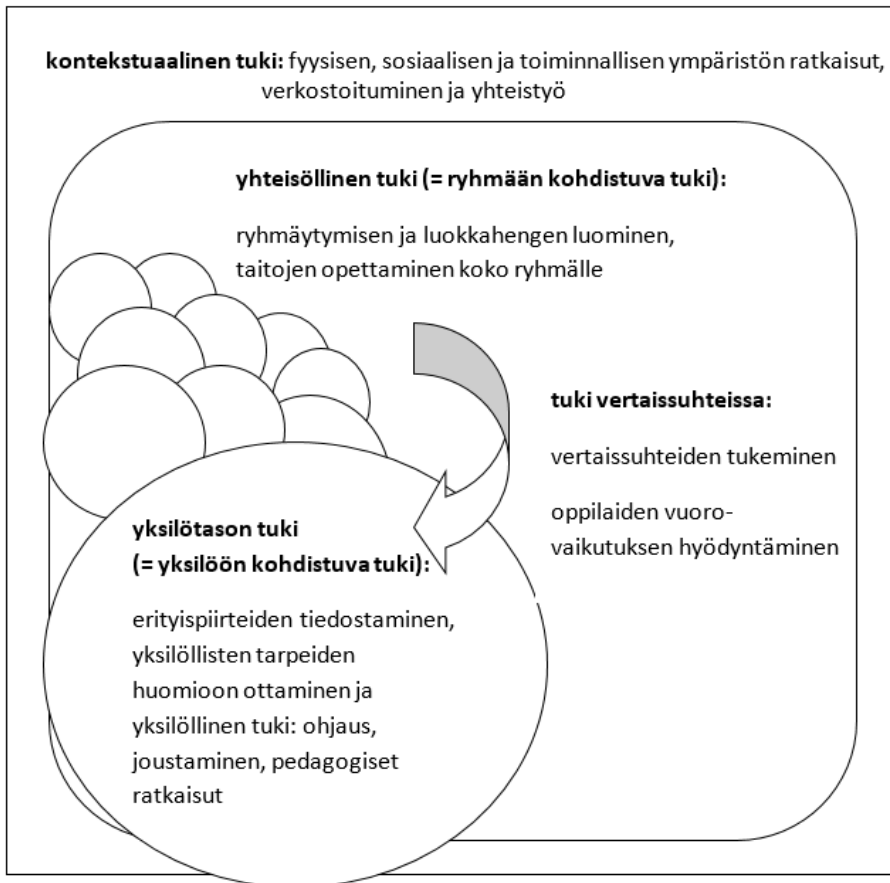 kontekstuaalinen tuki: fyysisen, sosiaalisen ja toiminnallisen ympäristön ratkaisut,
verkostoituminen ja yhteistyö
yhteisöllinen tuki (= ryhmään kohdistuva tuki):
ryhmäytymisen ja luokkahengen luominen,
taitojen opettaminen koko ryhmälle
tuki vertaissuhteissa:
vertaissuhteiden tukeminen
oppilaiden vuoro-
vaikutuksen hyödyntäminen
yksilötason tuki
(= yksilöön kohdistuva tuki):
erityispiirteiden tiedostaminen,
yksilöllisten tarpeiden
huomioon ottaminen ja
yksilöllinen tuki: ohjaus,
joustaminen, pedagogiset
ratkaisut